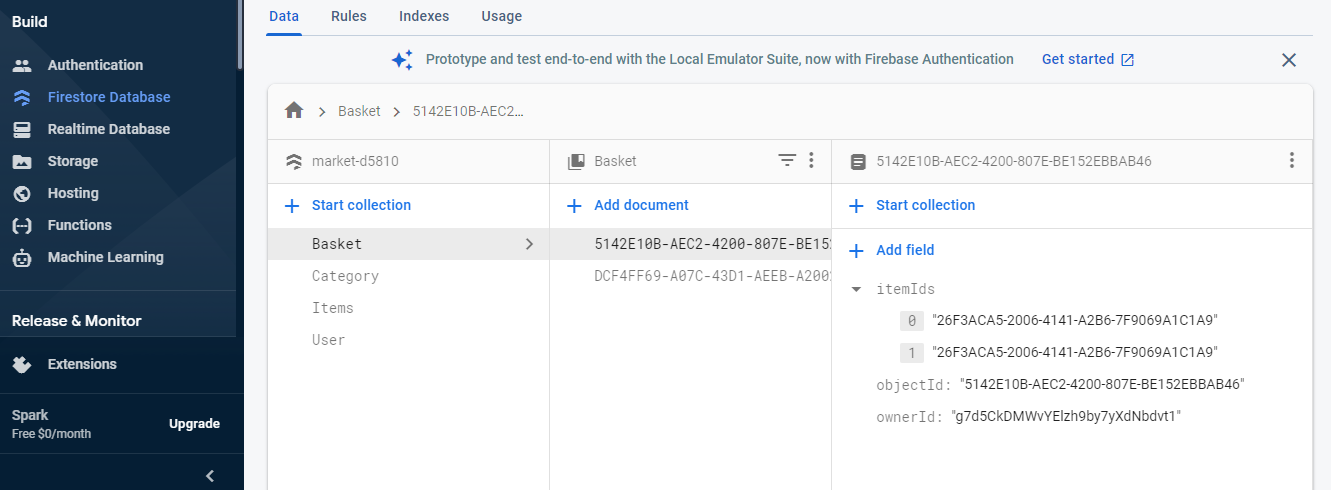 Build
Authentication
Firestore Database
Realtime Database
Storage
Hosting
Functions
Machine Learning
Release & Monitor
Extensions
Spark
Free $0/month
Upgrade
Data Rules Indexes Usage
Prototype and test end-to-end with the Local Emulator Suite, now with Firebase Authentication Get started
Basket 5142E10B-AEC2…
market-d5810
Start collection
Basket
Category
Items
User
Basket
Add document
5142E10B-AEC2-4200-807E-BE152
DCF4FF69-A07C-43D1-AEEB-A200
5142E10B-AEC2-4200-807E-BE152EBBAB46
Start collection
Add field
itemIds
0 "26F3ACA5-2006-4141-A2B6-7F9069A1C1A9"
1 "26F3ACA5-2006-4141-A2B6-7F9069A1C1A9"
objectId: "5142E10B-AEC2-4200-807E-BE152EBBAB46"
ownerId: "g7d5CkDMWvYElzh9by7yXdNbdvt1"